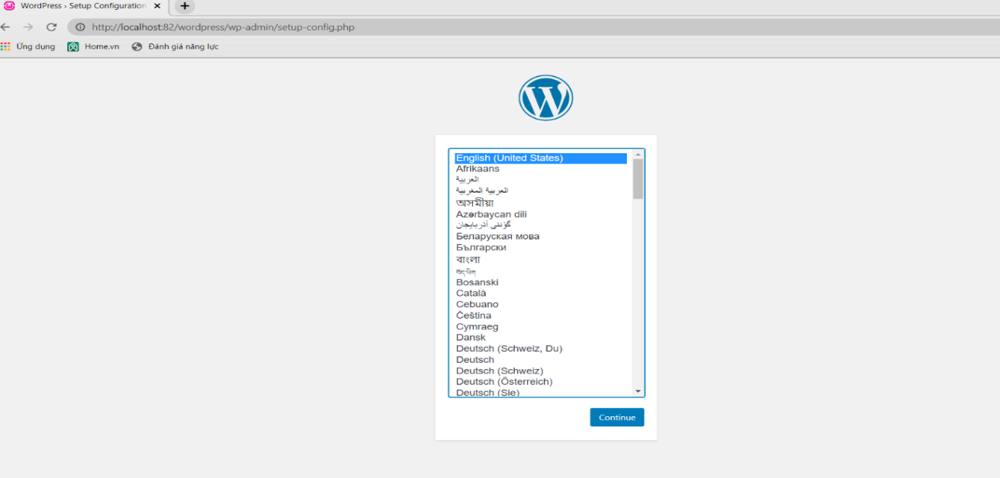 WordPress › Setup Configuration
http://localhost:82/wordpress/wp-admin/setup-config.php
Ứng dụng
Home.vn
Đánh giá năng lực
English (United States)
Afrikaans
العربية
العربية المغربية
অসমীয়া
Azərbaycan dili
گؤنئی آذربایجان
Беларуская мова
Български
বাংলা
བོད་ཡིག
Bosanski
Català
Cebuano
Čeština
Cymraeg
Dansk
Deutsch (Schweiz, Du)
Deutsch
Deutsch (Schweiz)
Deutsch (Österreich)
Deutsch (Sie)
Continue